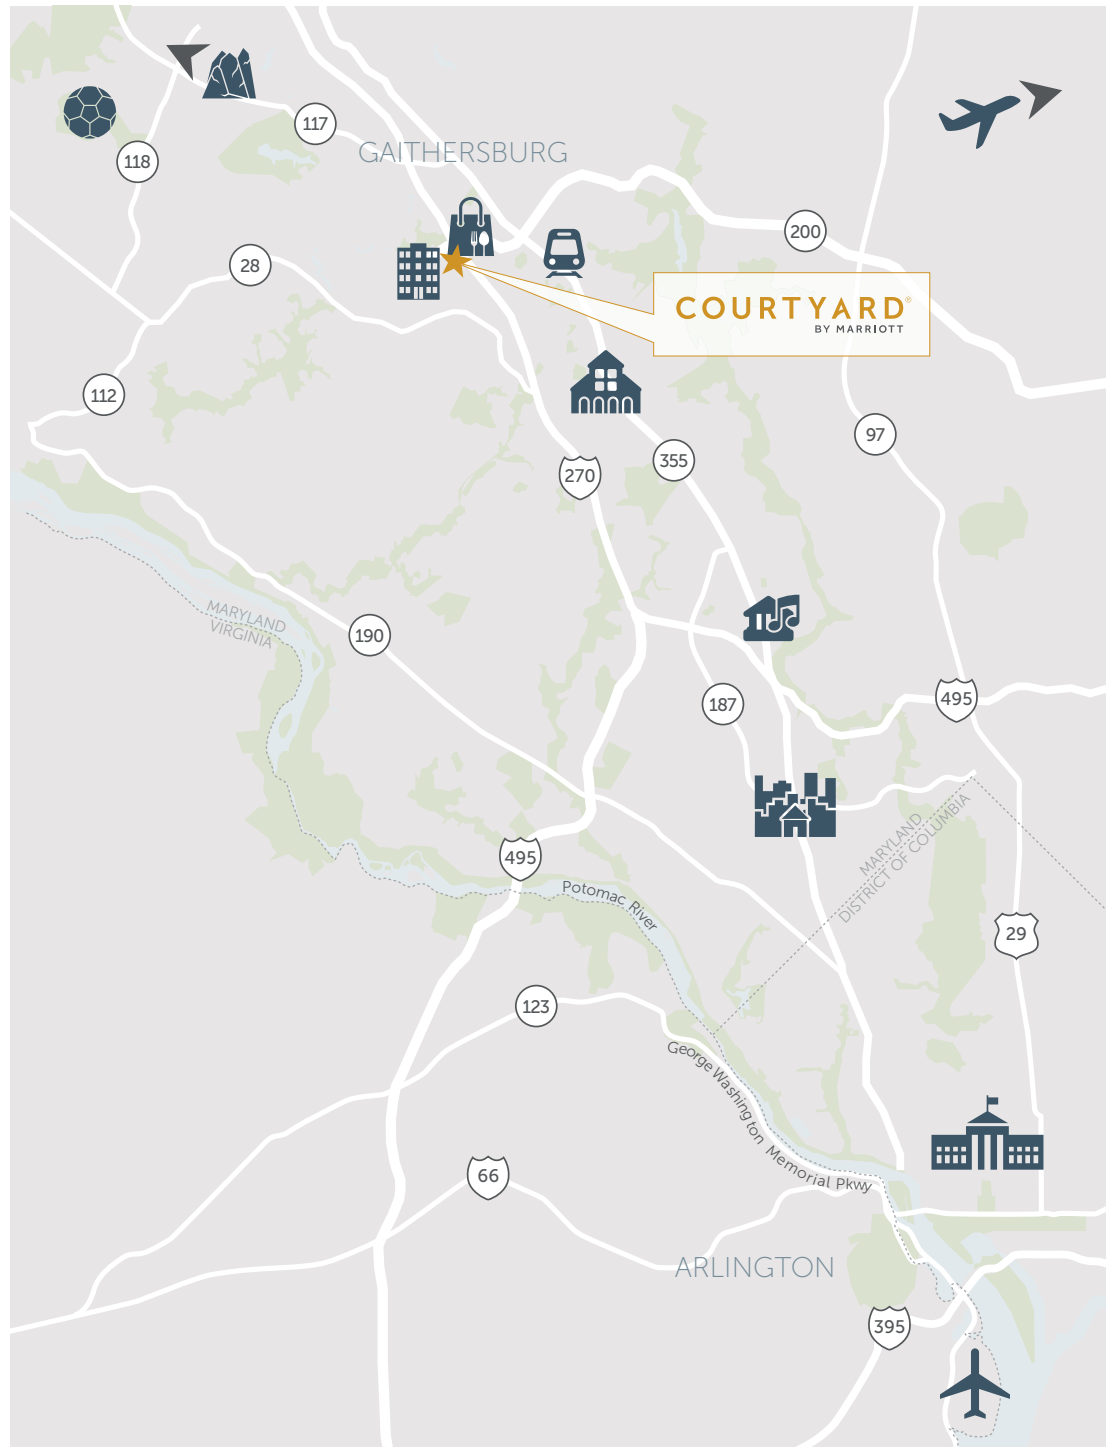 117
GAITHERSBURG
118
200
28
COURTYARD®
BY MARRIOTT
112
97
355
270
MARYLAND
VIRGINIA
190
495
187
MARYLAND
DISTRICT OF COLUMBIA
495
Potomac River
29
123
George Washington Memorial Pkwy
66
ARLINGTON
395